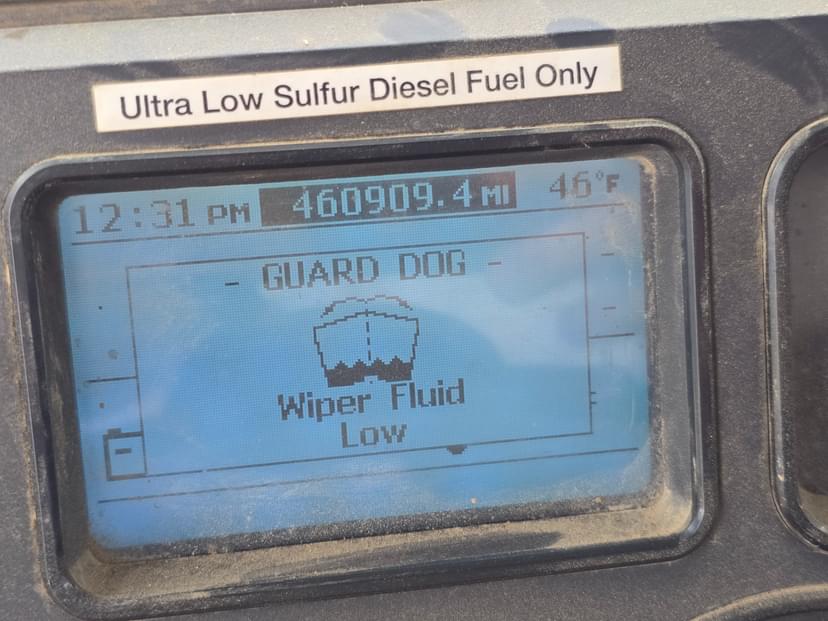 Ultra Low Sulfur Diesel Fuel Only
12:31 PM 460909.4 MI 46°F
- GUARD DOG -
Wiper Fluid
Low